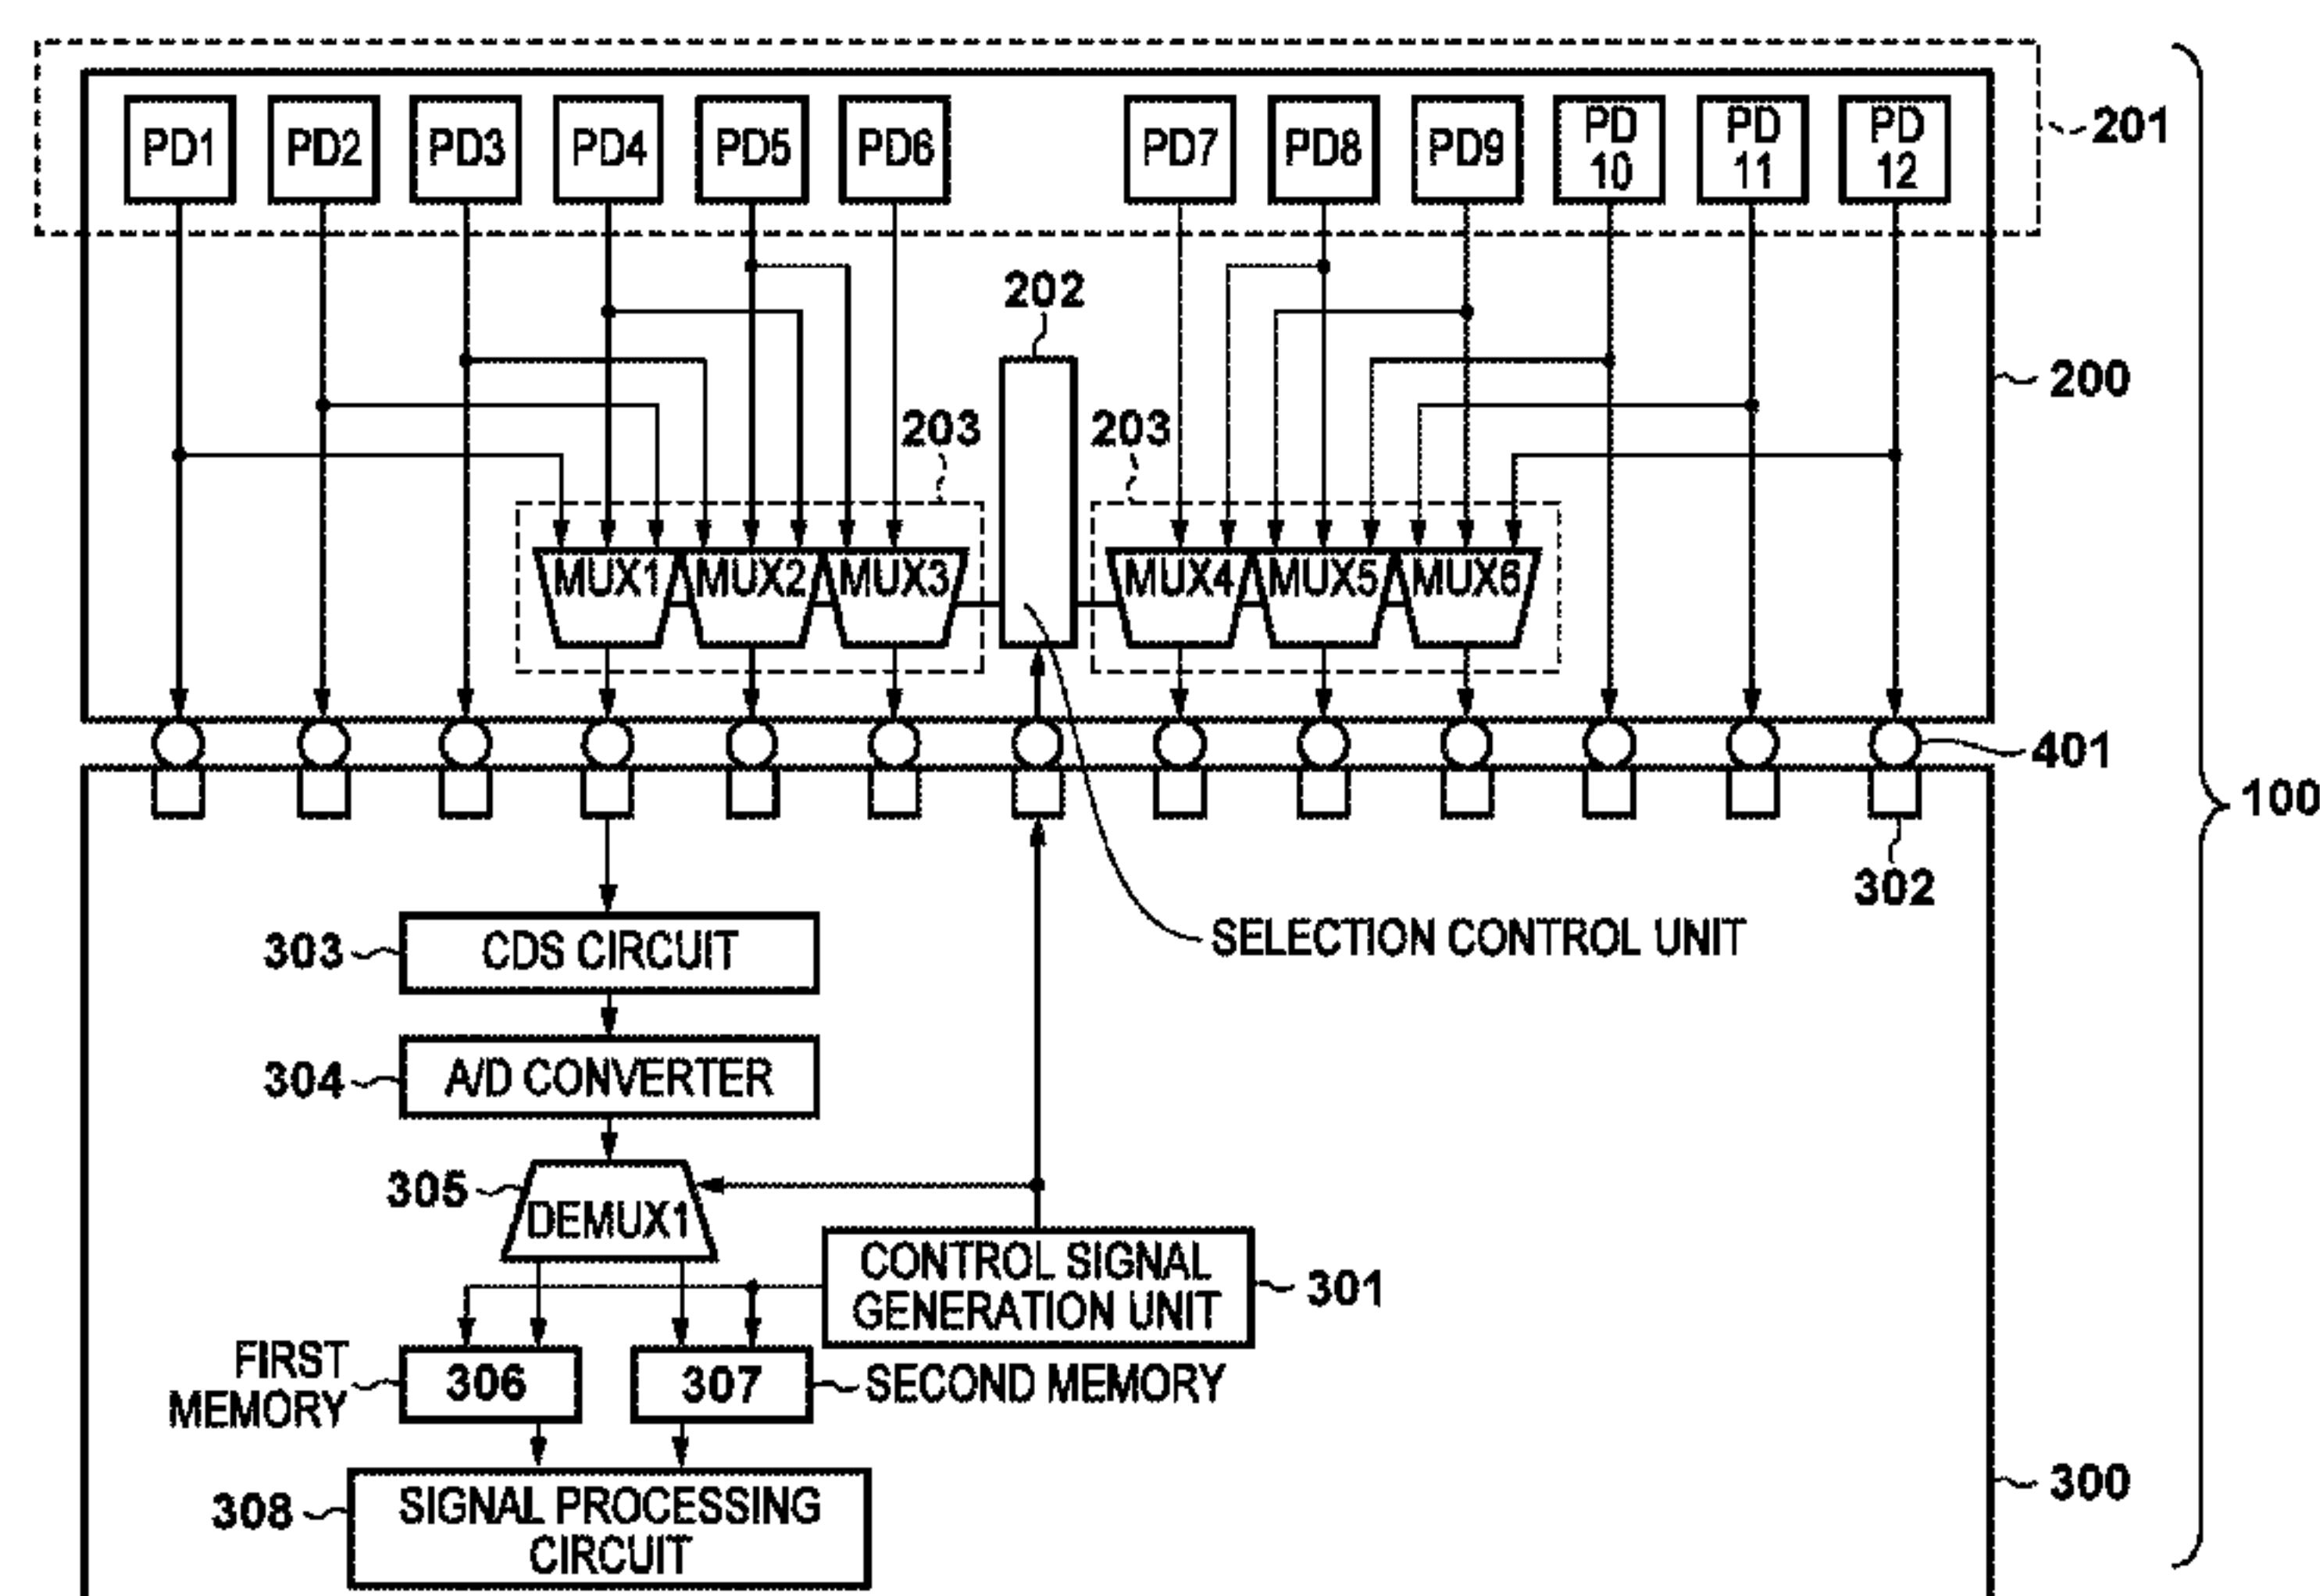 PD1 PD2 PD3 PD4 PD5 PD6 PD7 PD8 PD9 PD PD PD
10 11 12
201
202
200
203 203
MUX1 MUX2 MUX3 MUX4 MUX5 MUX6
401
100
302
303 CDS CIRCUIT
SELECTION CONTROL UNIT
304 A/D CONVERTER
305
DEMUX1
CONTROL SIGNAL
GENERATION UNIT
301
FIRST
MEMORY
306 307 SECOND MEMORY
308
SIGNAL PROCESSING
CIRCUIT
300